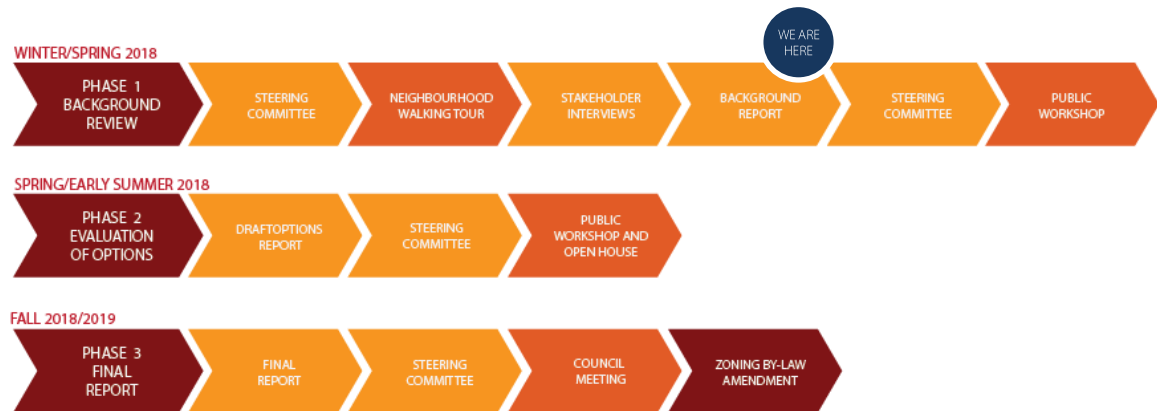 WE ARE
HERE
WINTER/SPRING 2018
PHASE 1
BACKGROUND
REVIEW
STEERING
COMMITTEE
NEIGHBOURHOOD
WALKING TOUR
STAKEHOLDER
INTERVIEWS
BACKGROUND
REPORT
STEERING
COMMITTEE
PUBLIC
WORKSHOP
SPRING/EARLY SUMMER 2018
PHASE 2
EVALUATION
OF OPTIONS
DRAFTOPTIONS
REPORT
STEERING
COMMITTEE
PUBLIC
WORKSHOP AND
OPEN HOUSE
FALL 2018/2019
PHASE 3
FINAL
REPORT
FINAL
REPORT
STEERING
COMMITTEE
COUNCIL
MEETING
ZONING BY-LAW
AMENDMENT